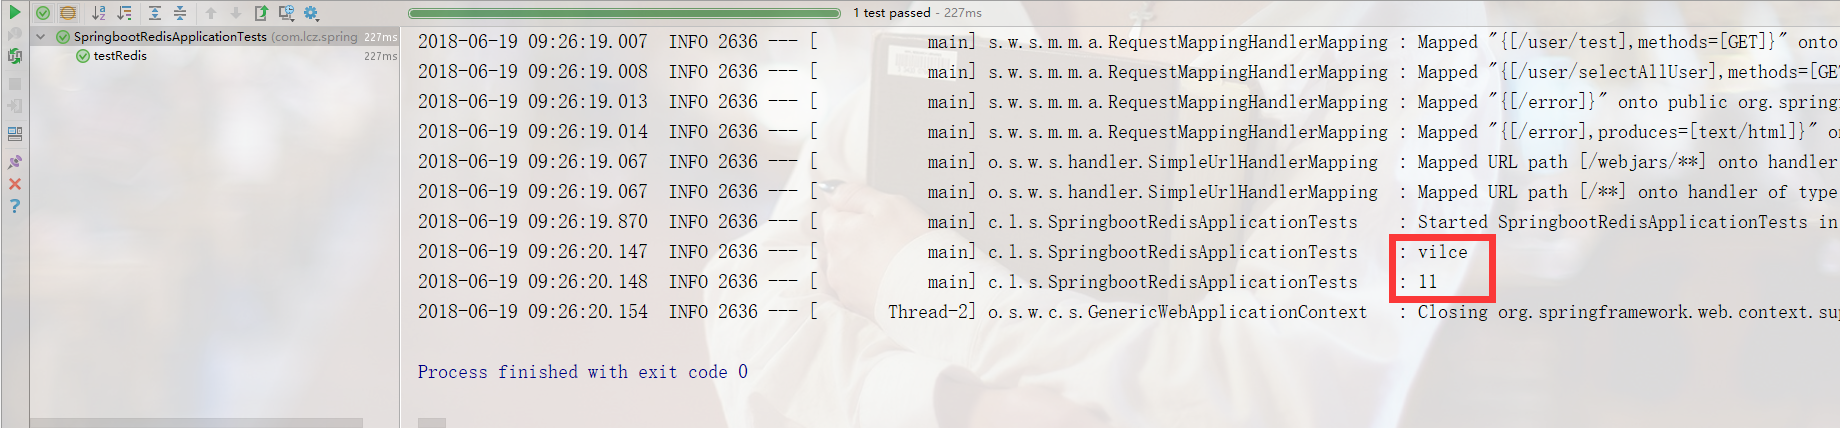 1 test passed - 227ms
SpringbootRedisApplicationTests (com.lcz.spring 227ms
testRedis 227ms
2018-06-19 09:26:19.007 INFO 2636 --- [ main] s.w.s.m.m.a.RequestMappingHandlerMapping : Mapped "{[/user/test],methods=[GET]}" onto
2018-06-19 09:26:19.008 INFO 2636 --- [ main] s.w.s.m.m.a.RequestMappingHandlerMapping : Mapped "{[/user/selectAllUser],methods=[GE
2018-06-19 09:26:19.013 INFO 2636 --- [ main] s.w.s.m.m.a.RequestMappingHandlerMapping : Mapped "{[/error]}" onto public org.spring
2018-06-19 09:26:19.014 INFO 2636 --- [ main] s.w.s.m.m.a.RequestMappingHandlerMapping : Mapped "{[/error],produces=[text/html]}" o
2018-06-19 09:26:19.067 INFO 2636 --- [ main] o.s.w.s.handler.SimpleUrlHandlerMapping : Mapped URL path [/webjars/**] onto handler
2018-06-19 09:26:19.067 INFO 2636 --- [ main] o.s.w.s.handler.SimpleUrlHandlerMapping : Mapped URL path [/**] onto handler of type
2018-06-19 09:26:19.870 INFO 2636 --- [ main] c.l.s.SpringbootRedisApplicationTests : Started SpringbootRedisApplicationTests in
2018-06-19 09:26:20.147 INFO 2636 --- [ main] c.l.s.SpringbootRedisApplicationTests : vilce
2018-06-19 09:26:20.148 INFO 2636 --- [ main] c.l.s.SpringbootRedisApplicationTests : 11
2018-06-19 09:26:20.154 INFO 2636 --- [ Thread-2] o.s.w.c.s.GenericWebApplicationContext : Closing org.springframework.web.context.sup
Process finished with exit code 0